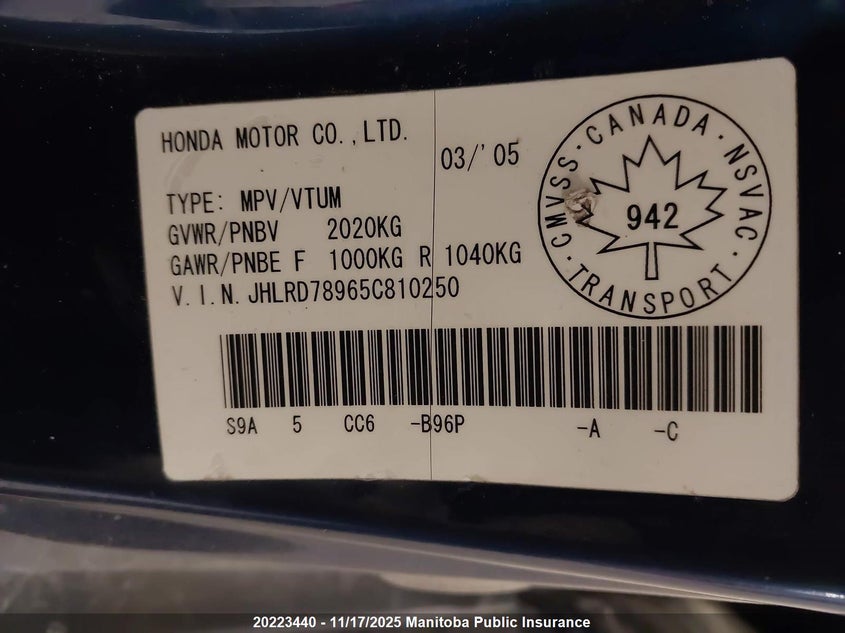 HONDA MOTOR CO.,LTD.
03/'05
TYPE: MPV/VTUM
GVWR/PNBV 2020KG
GAWR/PNBE F 1000KG R 1040KG
V.I.N.JHLRD78965C810250
CANADA · NSVAC · TRANSPORT · CMVSS ·
942
S9A 5 CC6 -B96P -A -C
20223440 - 11/17/2025 Manitoba Public Insurance